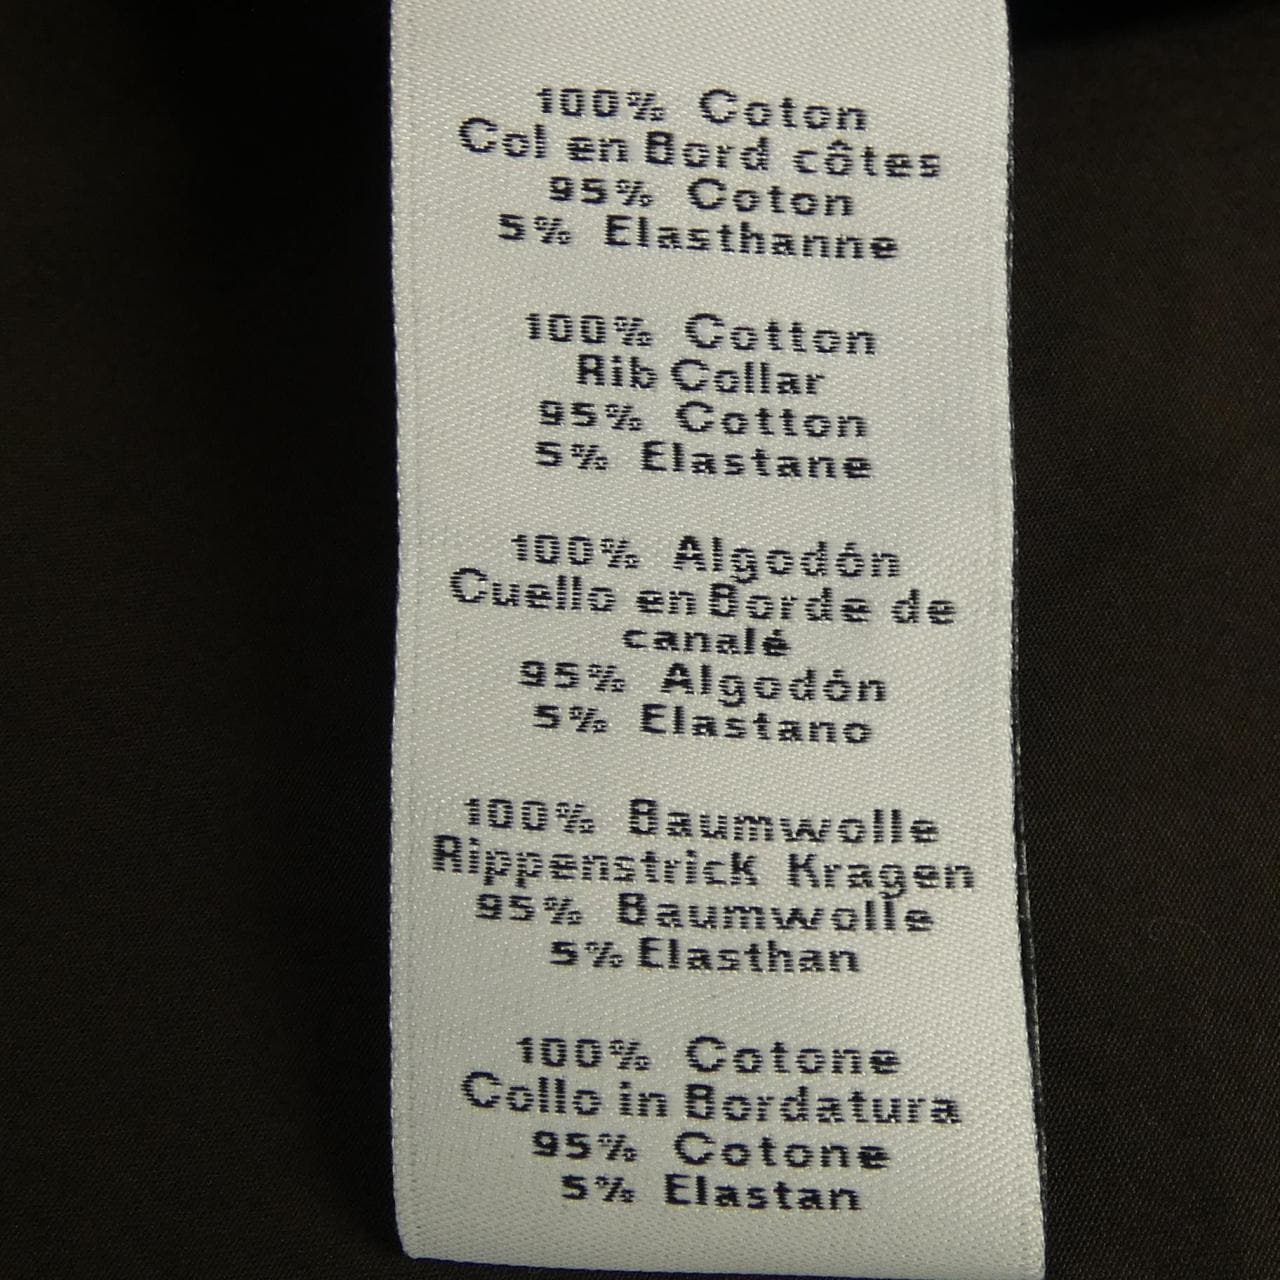 100% Coton
Col en Bord côtes
95% Coton
5% Elasthanne
100% Cotton
Rib Collar
95% Cotton
5% Elastane
100% Algodón
Cuello en Borde de
canalé
95% Algodón
5% Elastano
100% Baumwolle
Rippenstrick Kragen
95% Baumwolle
5% Elasthan
100% Cotone
Collo in Bordatura
95% Cotone
5% Elastan